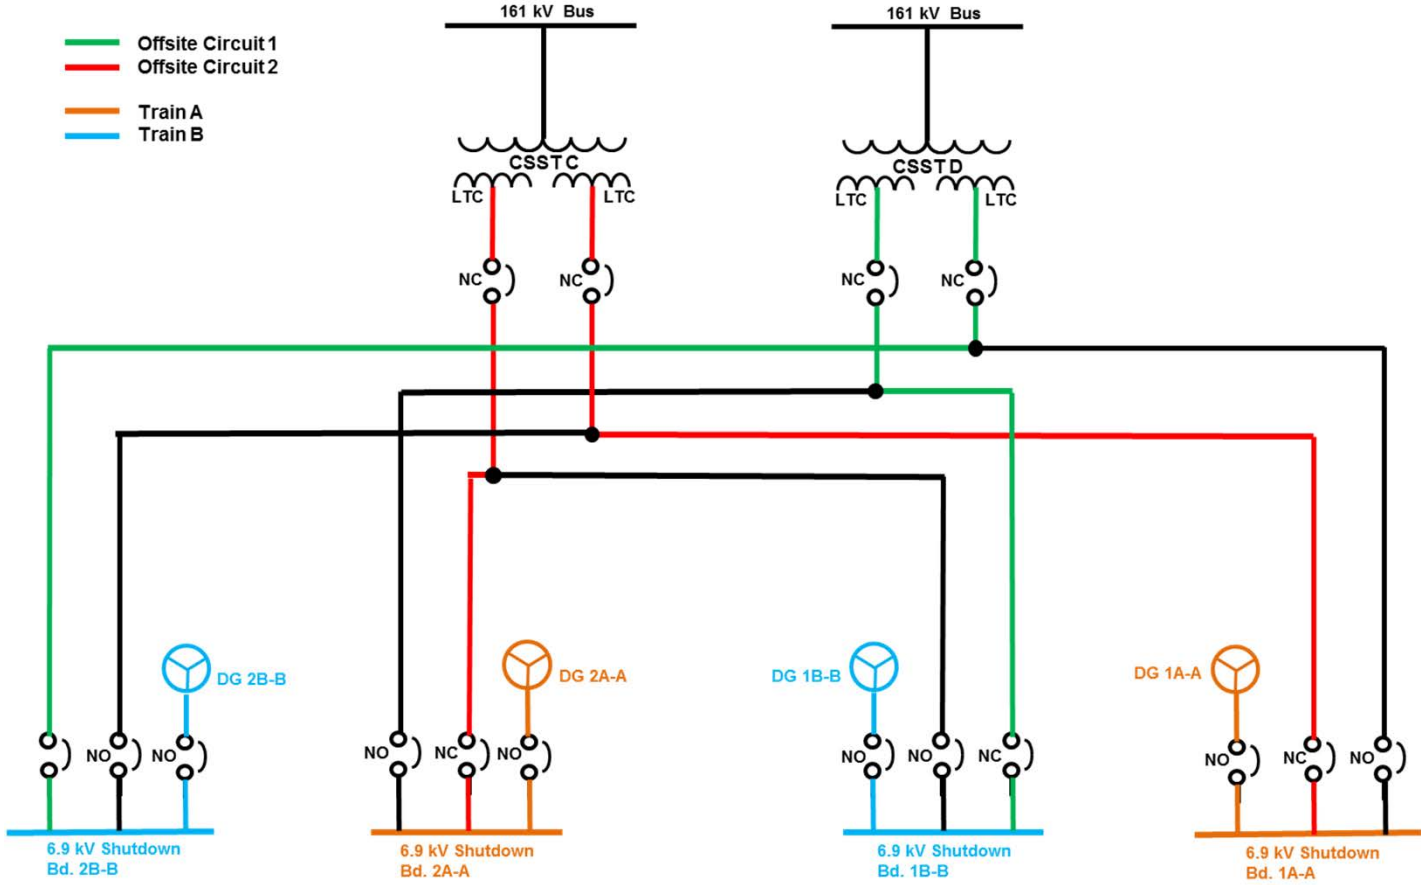 161 kV Bus
161 kV Bus
Offsite Circuit 1
Offsite Circuit 2
Train A
Train B
CSST C
CSST D
LTC
LTC
LTC
LTC
NC
NC
NC
NC
DG 2B-B
DG 2A-A
DG 1B-B
DG 1A-A
NO
NO
NO
NC
NO
NO
NO
NC
NO
NC
NO
6.9 kV Shutdown
Bd. 2B-B
6.9 kV Shutdown
Bd. 2A-A
6.9 kV Shutdown
Bd. 1B-B
6.9 kV Shutdown
Bd. 1A-A